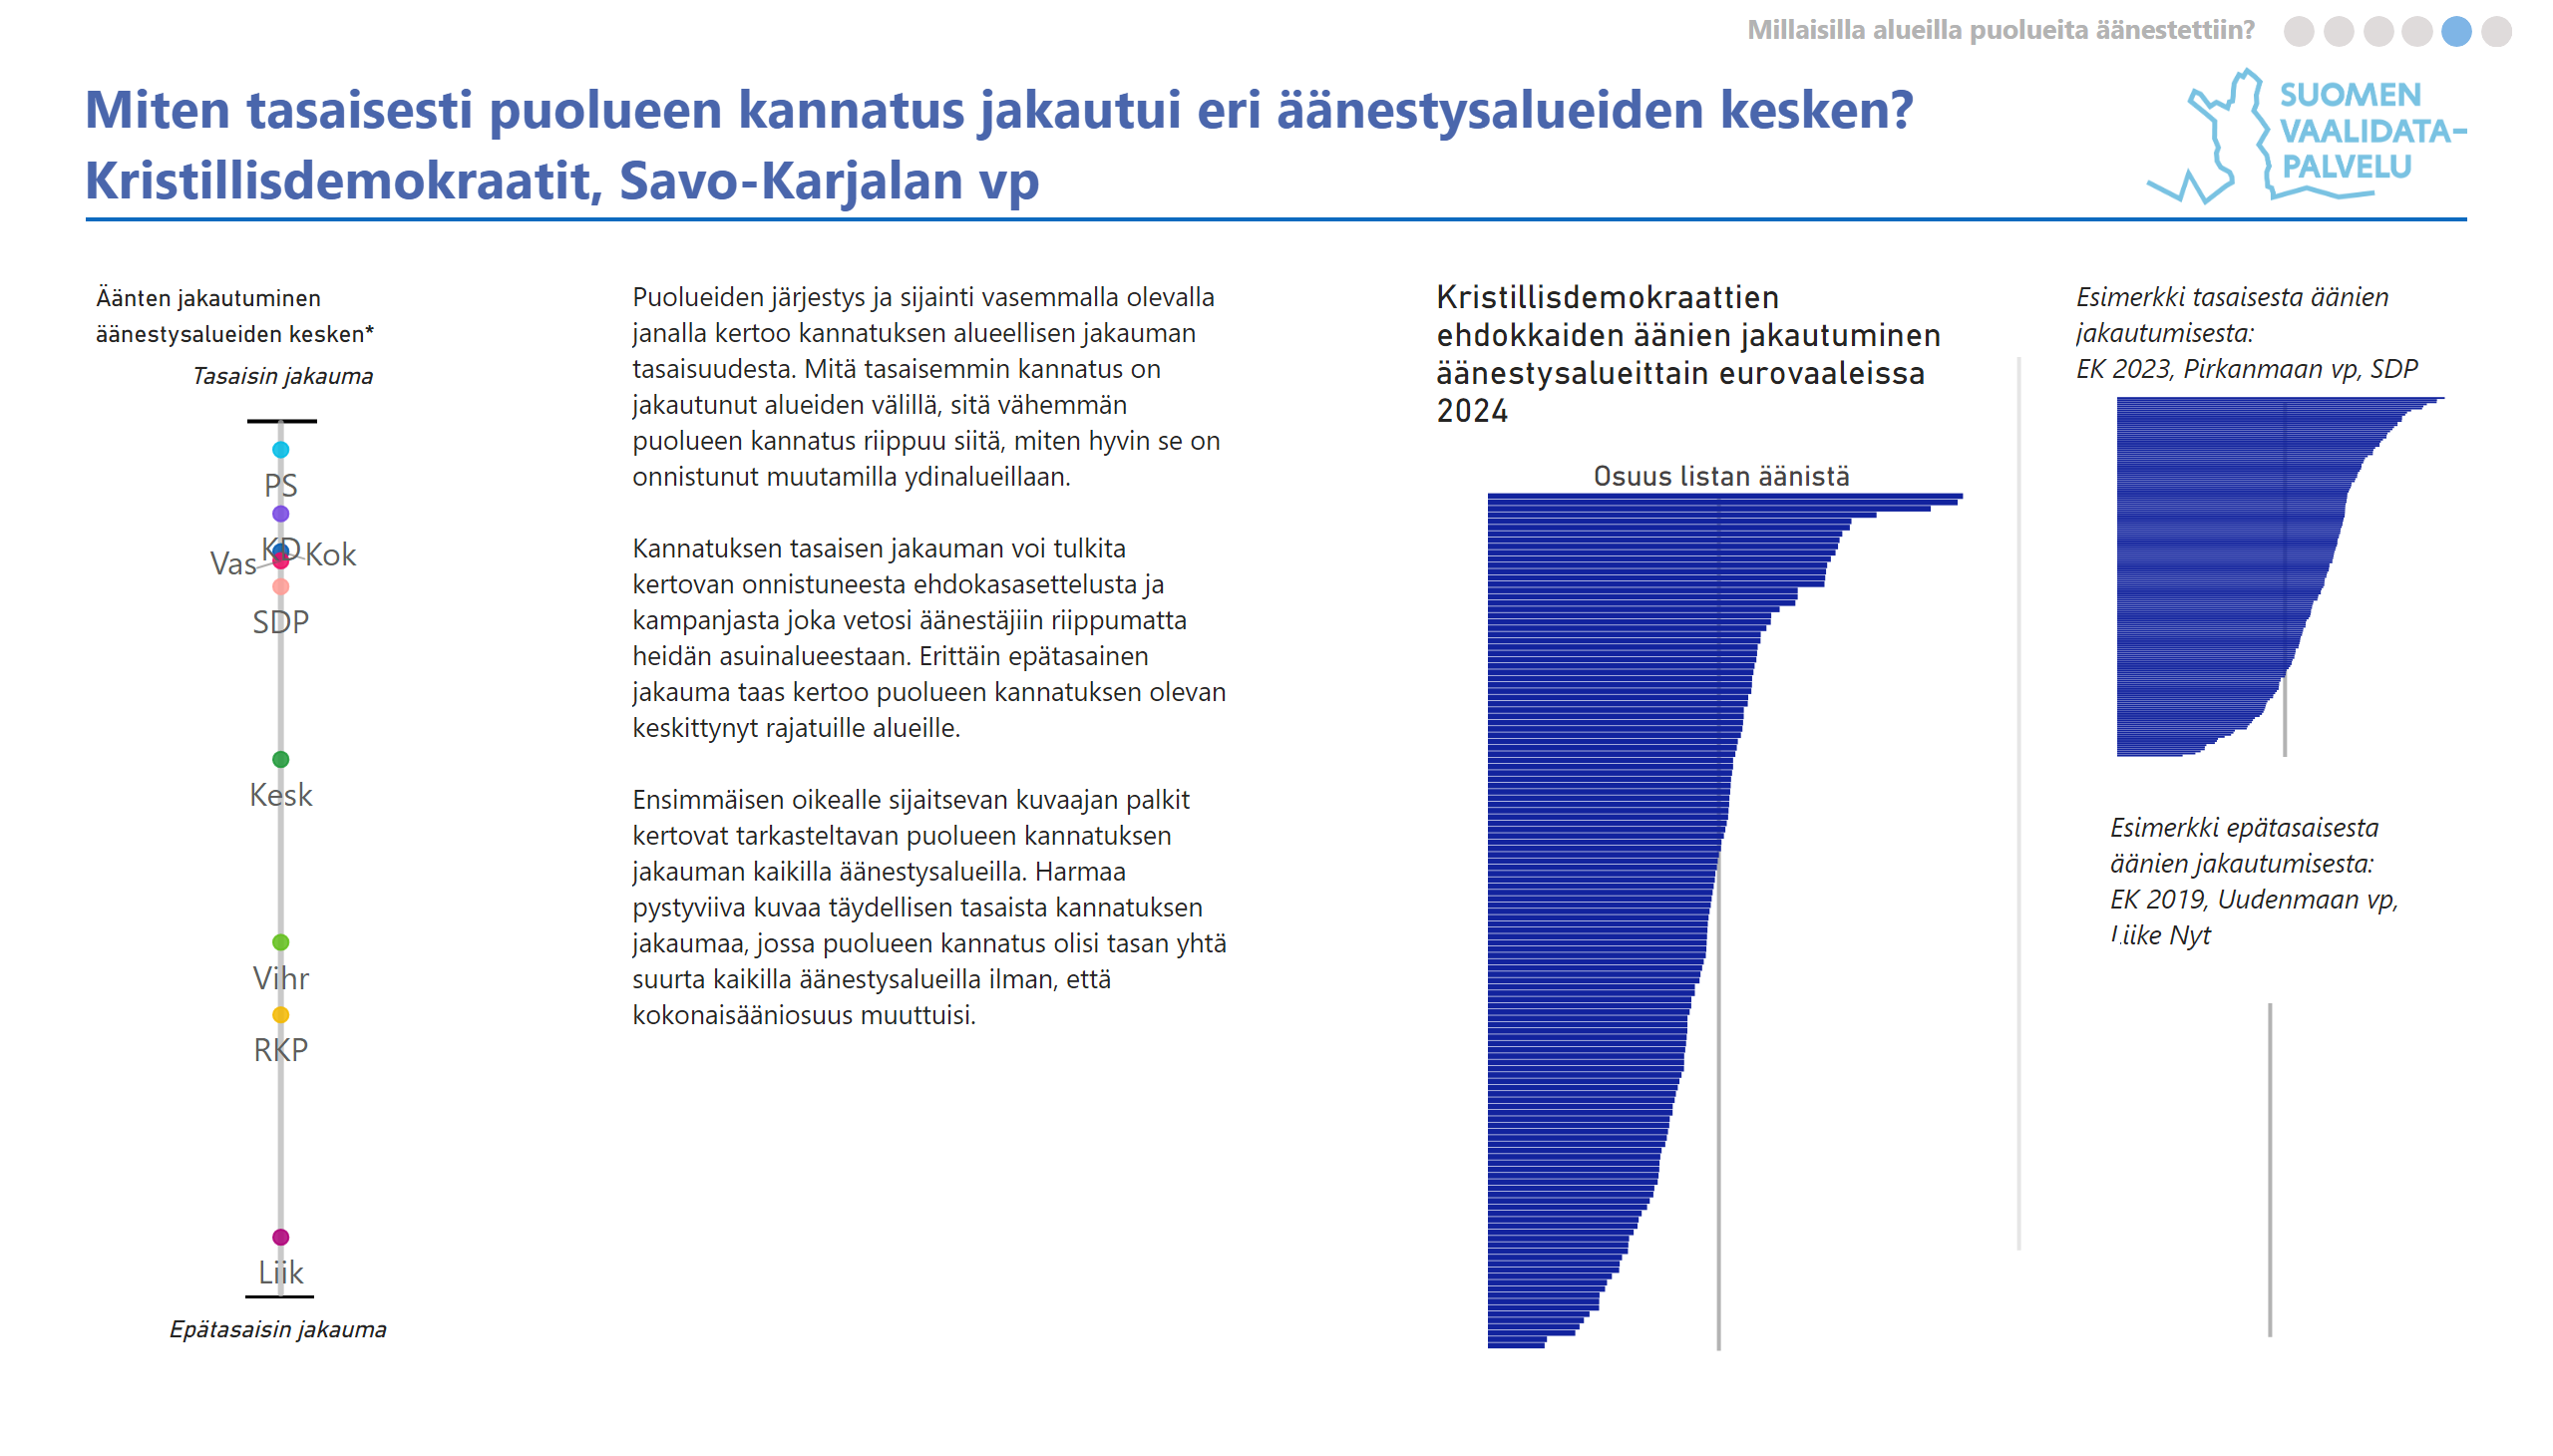 Millaisilla alueilla puolueita äänestettiin?
Miten tasaisesti puolueen kannatus jakautui eri äänestysalueiden kesken?
Kristillisdemokraatit, Savo-Karjalan vp
SUOMEN
VAALIDATA-
PALVELU
Äänten jakautuminen
äänestysalueiden kesken*
Tasaisin jakauma
PS
KD
Kok
Vas
SDP
Kesk
Vihr
RKP
Liik
Epätasaisin jakauma
Puolueiden järjestys ja sijainti vasemmalla olevalla
janalla kertoo kannatuksen alueellisen jakauman
tasaisuudesta. Mitä tasaisemmin kannatus on
jakautunut alueiden välillä, sitä vähemmän
puolueen kannatus riippuu siitä, miten hyvin se on
onnistunut muutamilla ydinalueillaan.
Kannatuksen tasaisen jakauman voi tulkita
kertovan onnistuneesta ehdokasasettelusta ja
kampanjasta joka vetosi äänestäjiin riippumatta
heidän asuinalueestaan. Erittäin epätasainen
jakauma taas kertoo puolueen kannatuksen olevan
keskittynyt rajatuille alueille.
Ensimmäisen oikealle sijaitsevan kuvaajan palkit
kertovat tarkasteltavan puolueen kannatuksen
jakauman kaikilla äänestysalueilla. Harmaa
pystyviiva kuvaa täydellisen tasaista kannatuksen
jakaumaa, jossa puolueen kannatus olisi tasan yhtä
suurta kaikilla äänestysalueilla ilman, että
kokonaisääniosuus muuttuisi.
Kristillisdemokraattien
ehdokkaiden äänien jakautuminen
äänestysalueittain eurovaaleissa
2024
Osuus listan äänistä
Esimerkki tasaisesta äänien
jakautumisesta:
EK 2023, Pirkanmaan vp, SDP
Esimerkki epätasaisesta
äänien jakautumisesta:
EK 2019, Uudenmaan vp,
Liike Nyt